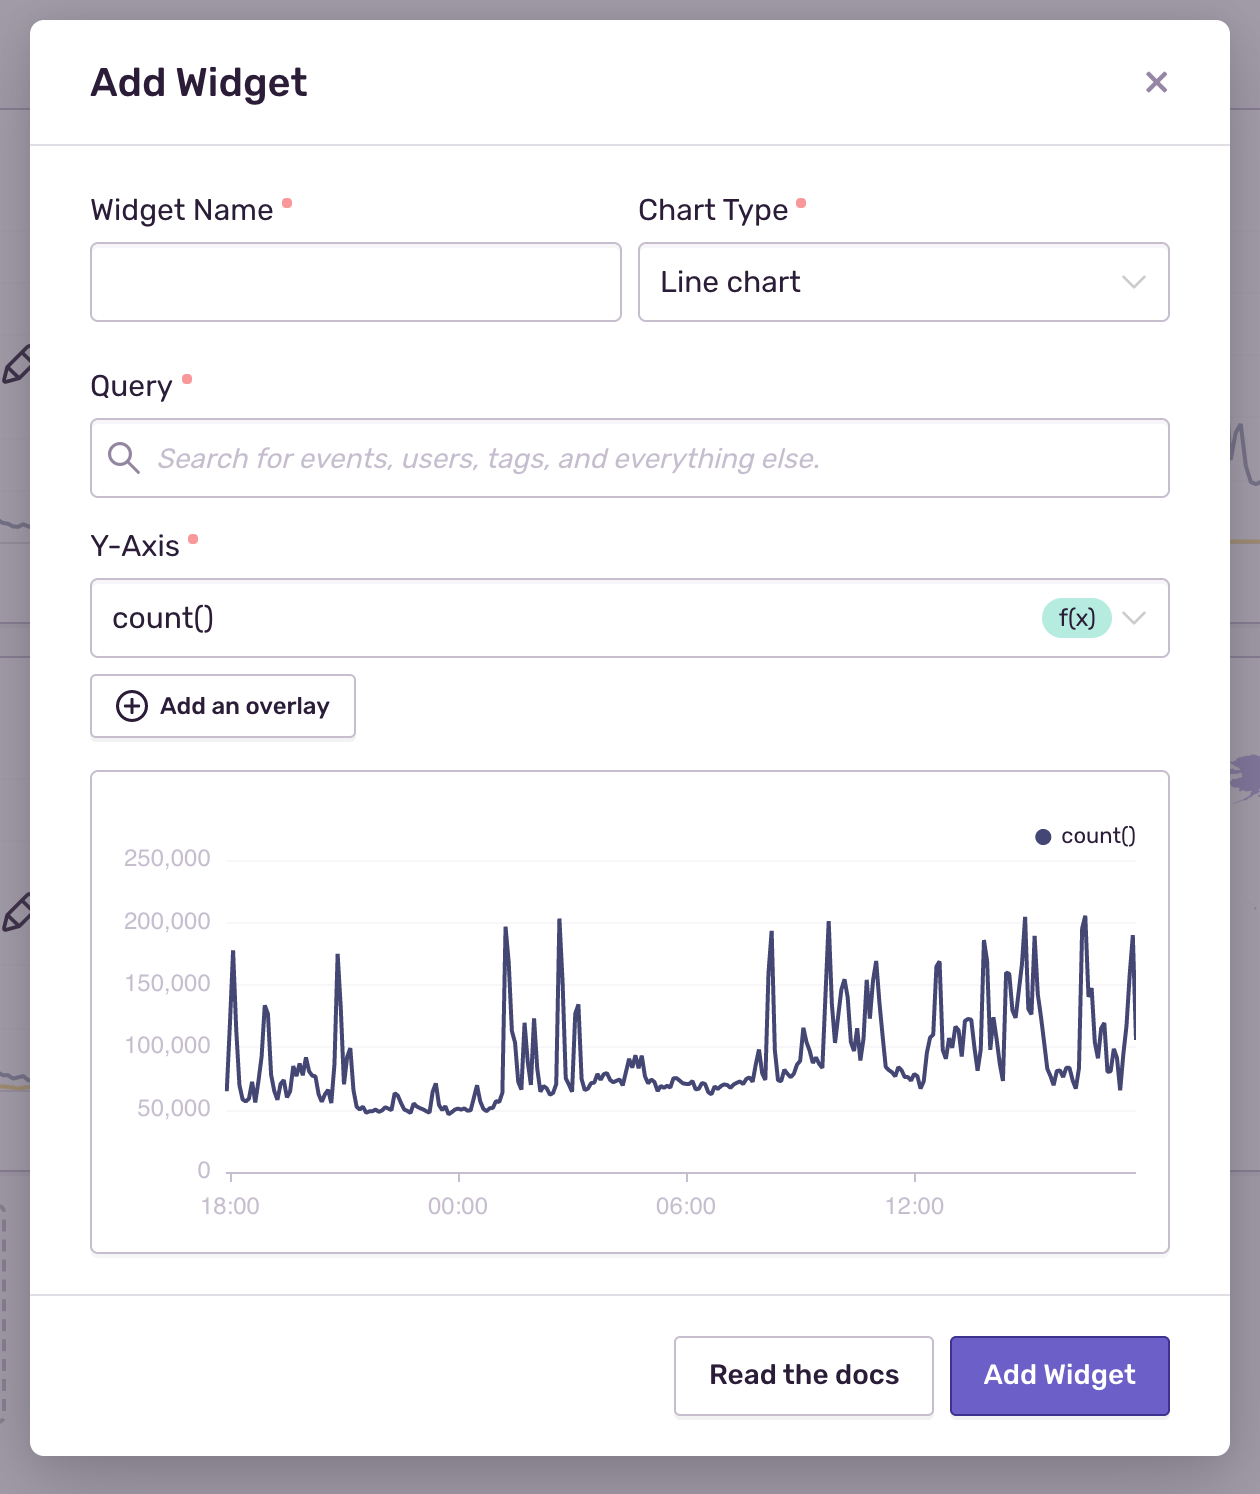 Add Widget
Widget Name
Chart Type
Line chart
Query
Search for events, users, tags, and everything else.
Y-Axis
count()
f(x)
Add an overlay
count()
250,000
200,000
150,000
100,000
50,000
0
18:00
00:00
06:00
12:00
Read the docs
Add Widget